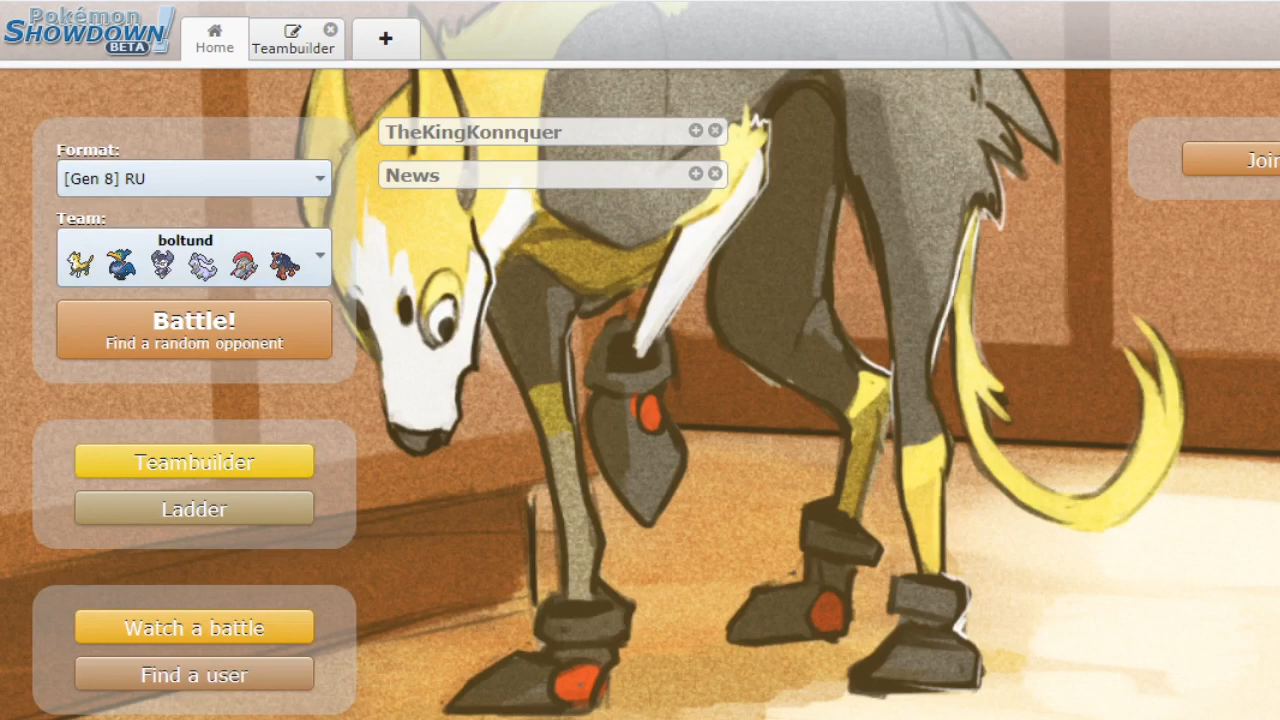 Pokémon
SHOWDOWN!
BETA
Home
Teambuilder
+
Format:
[Gen 8] RU
Team:
boltund
Battle!
Find a random opponent
TheKingKonnquer
News
Join
Teambuilder
Ladder
Watch a battle
Find a user